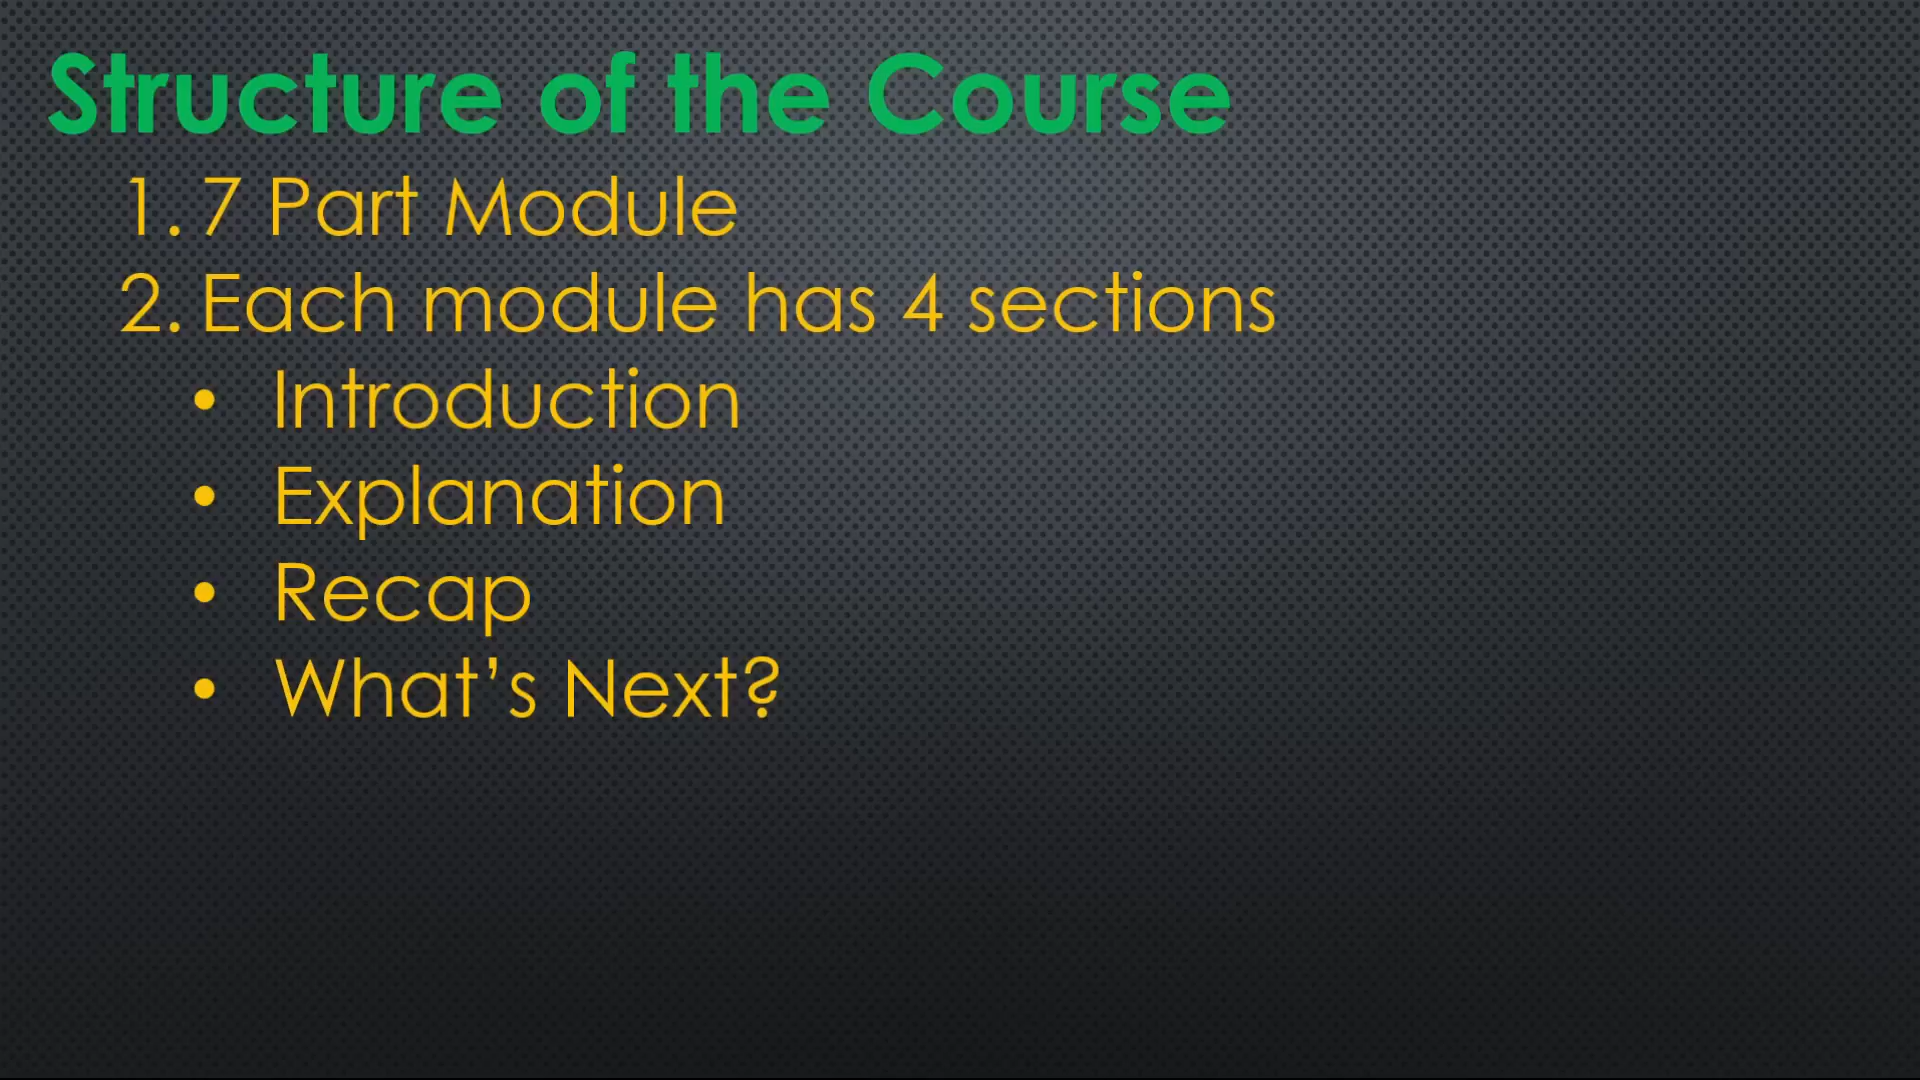 Structure of the Course
1. 7 Part Module
2. Each module has 4 sections
• Introduction
• Explanation
• Recap
• What’s Next?